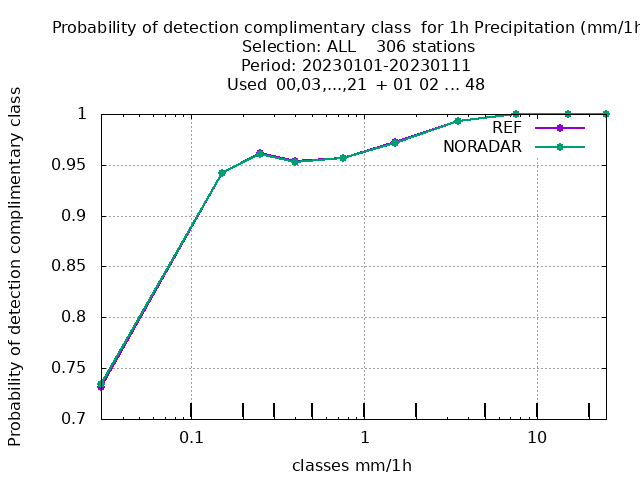 Probability of detection complimentary class  for 1h Precipitation (mm/1h
Selection: ALL    306 stations
Period: 20230101-20230111
Used  00,03,...,21  + 01 02 ... 48
Probability of detection complimentary class
1
0.95
0.9
0.85
0.8
0.75
0.7
REF
NORADAR
0.1
1
10
classes mm/1h